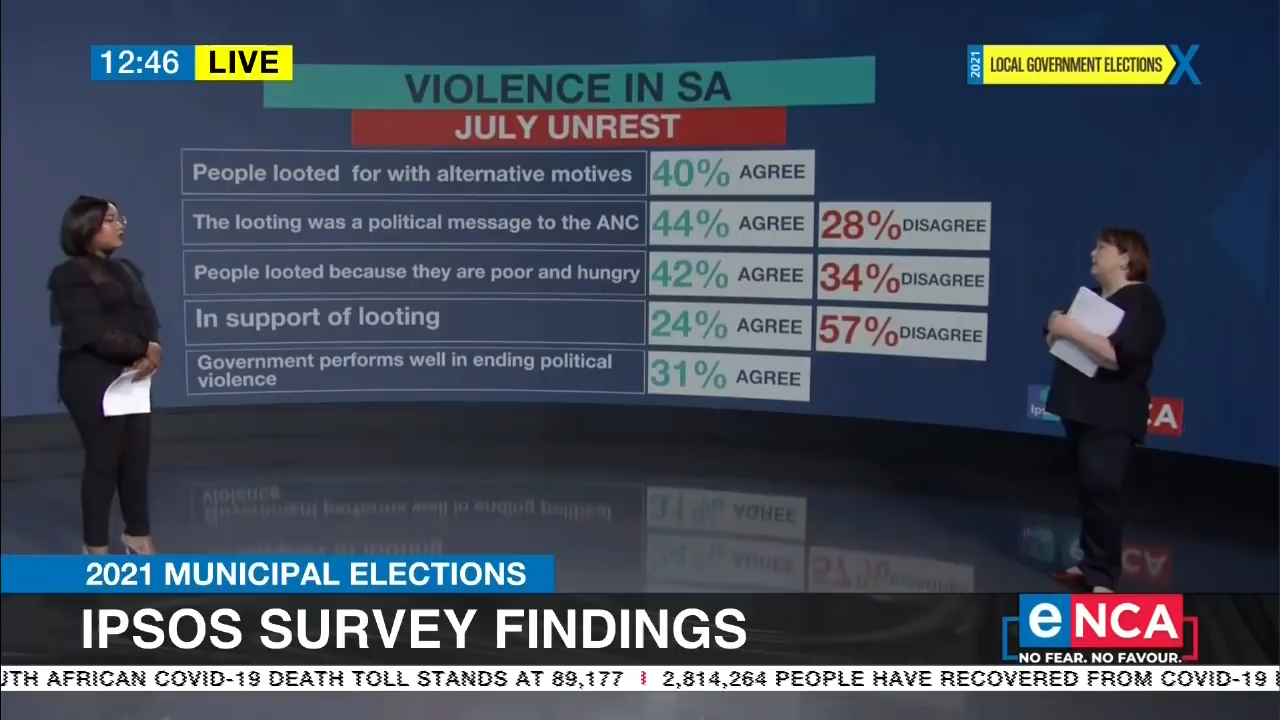 12:46 LIVE
2021 LOCAL GOVERNMENT ELECTIONS X
VIOLENCE IN SA
JULY UNREST
People looted for with alternative motives 40% AGREE
The looting was a political message to the ANC 44% AGREE 28% DISAGREE
People looted because they are poor and hungry 42% AGREE 34% DISAGREE
In support of looting 24% AGREE 57% DISAGREE
Government performs well in ending political
violence
31% AGREE
2021 MUNICIPAL ELECTIONS
IPSOS SURVEY FINDINGS
eNCA
NO FEAR. NO FAVOUR.
UTH AFRICAN COVID-19 DEATH TOLL STANDS AT 89,177 2,814,264 PEOPLE HAVE RECOVERED FROM COVID-19